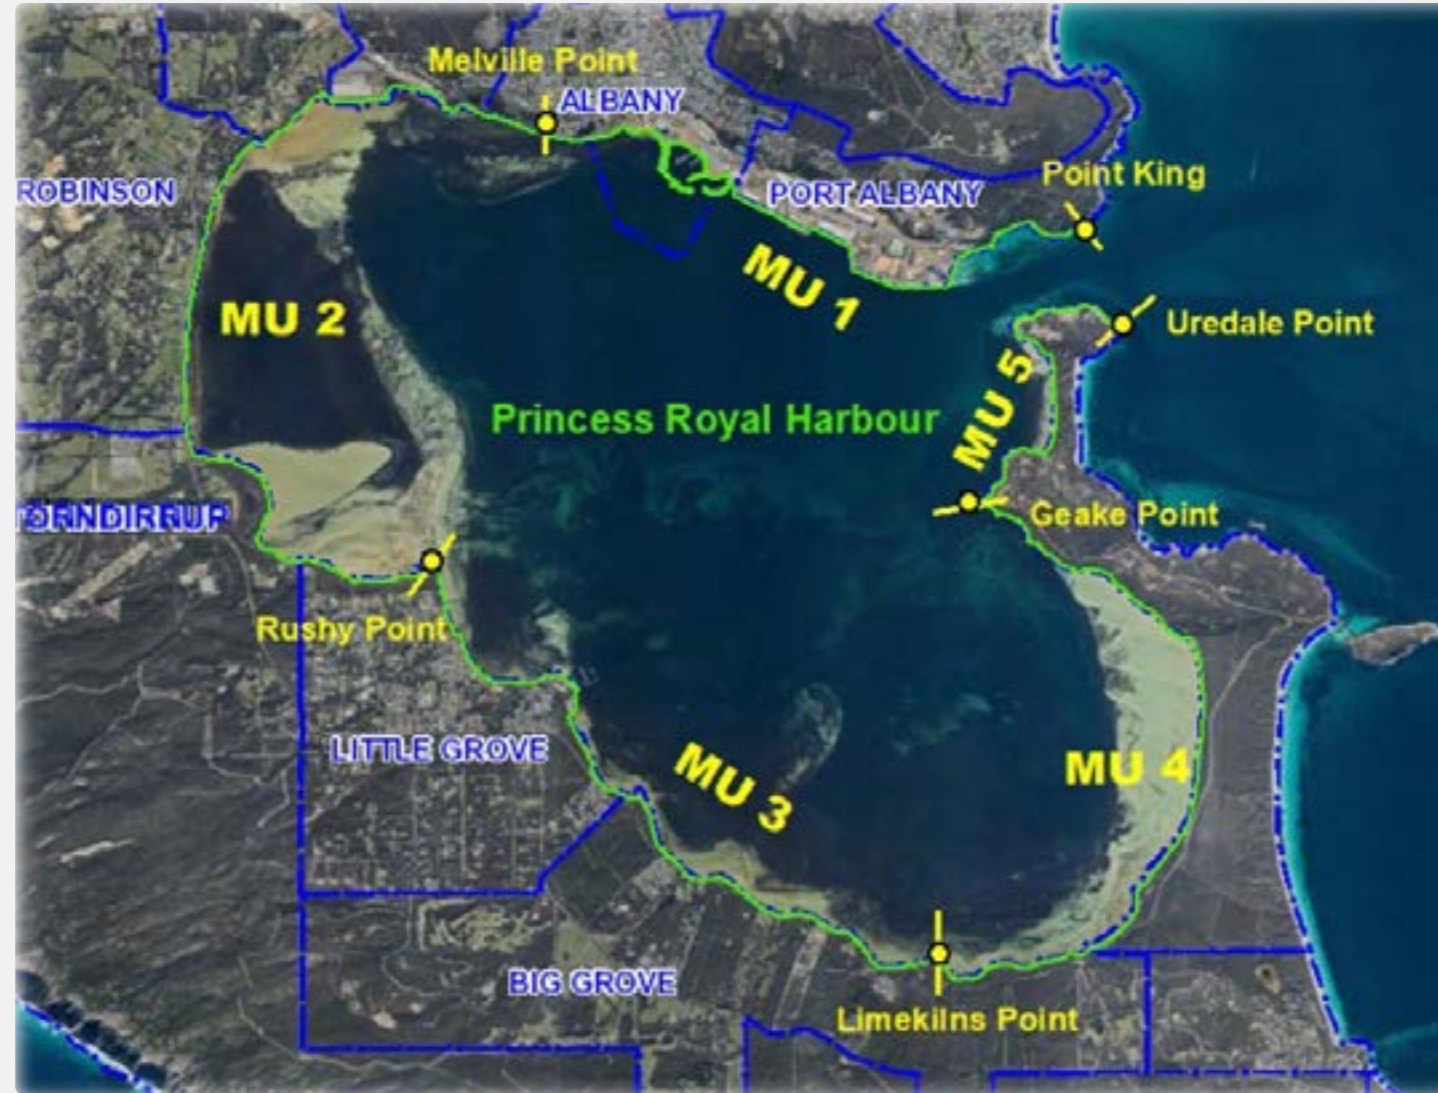 Melville Point
ALBANY
Point King
ROBINSON
PORT ALBANY
MU 1
MU 2
Uredale Point
MU 5
Princess Royal Harbour
Geake Point
TORNDIRRUP
Rushy Point
LITTLE GROVE
MU 3
MU 4
BIG GROVE
Limekilns Point